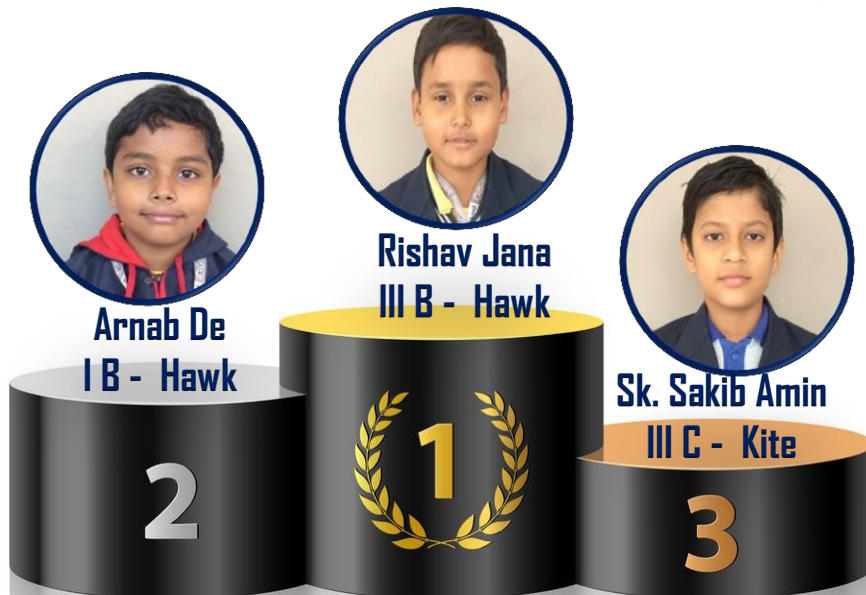 Rishav Jana
III B - Hawk
Arnab De
I B - Hawk
Sk. Sakib Amin
III C - Kite
1
2
3